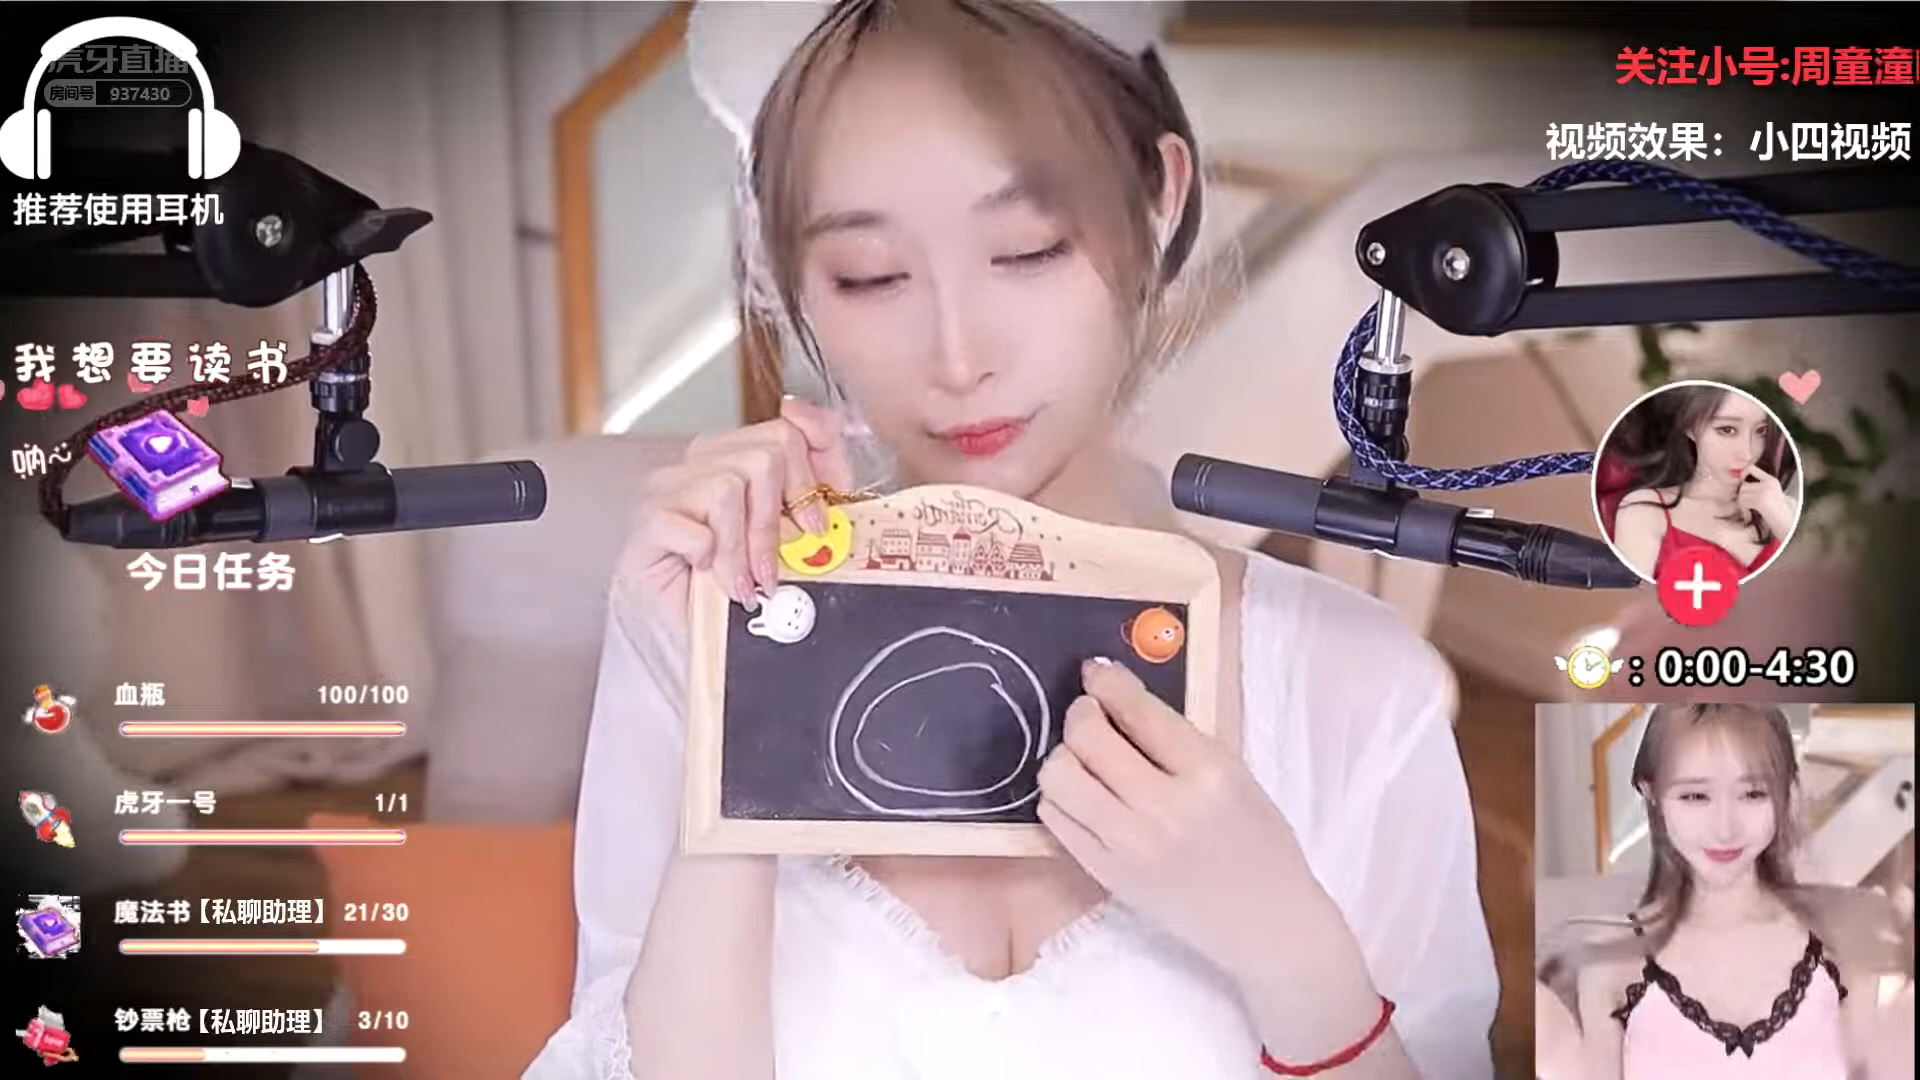 虎牙直播
房间号 937430
推荐使用耳机
关注小号:周童潼
视频效果：小四视频
我想要读书
呐~
今日任务
血瓶 100/100
虎牙一号 1/1
魔法书【私聊助理】 21/30
钞票枪【私聊助理】 3/10
Romantic
: 0:00-4:30